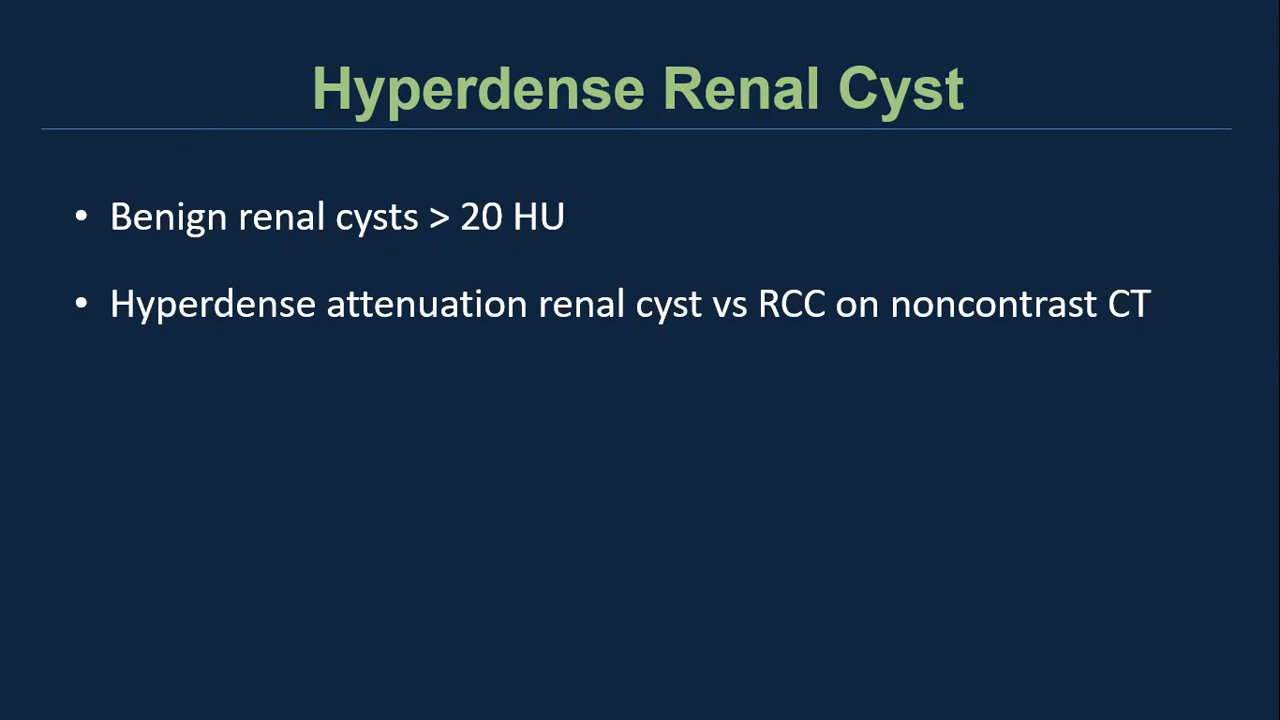 Hyperdense Renal Cyst
• Benign renal cysts > 20 HU
• Hyperdense attenuation renal cyst vs RCC on noncontrast CT